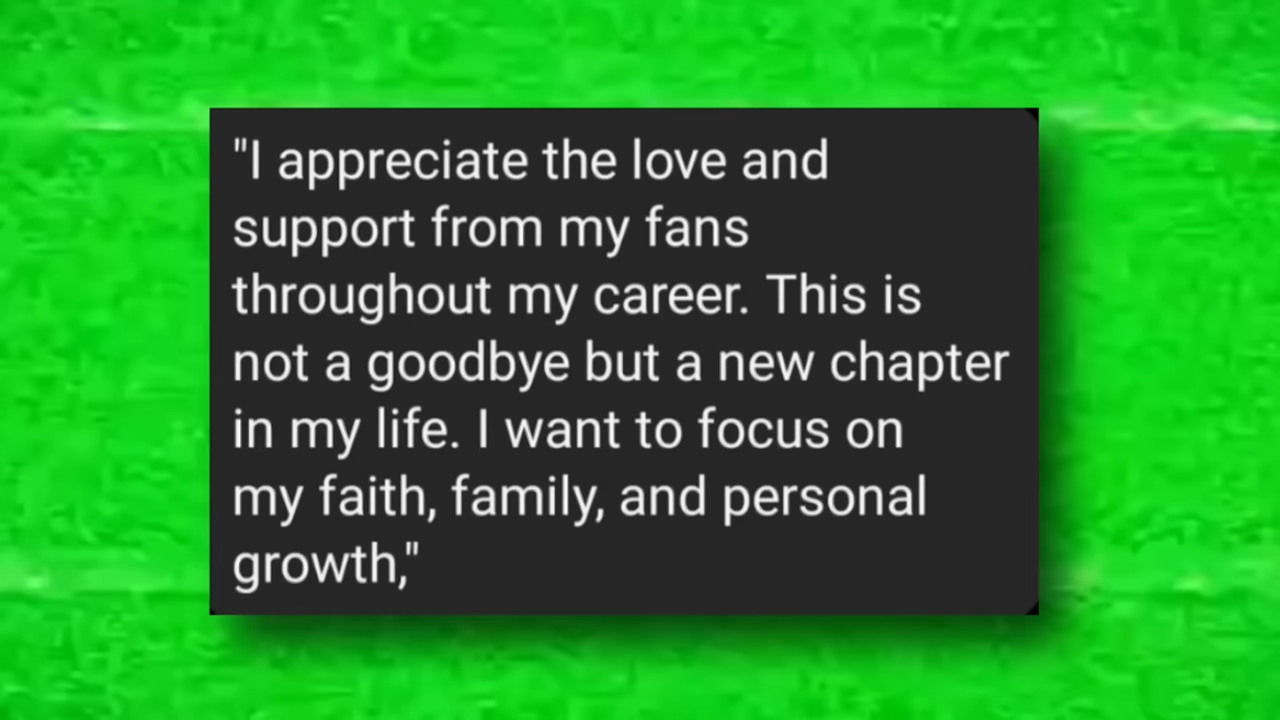 "I appreciate the love and
support from my fans
throughout my career. This is
not a goodbye but a new chapter
in my life. I want to focus on
my faith, family, and personal
growth,"